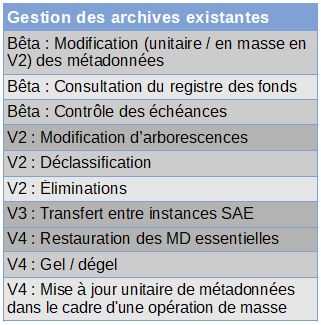 Gestion des archives existantes
Bêta : Modification (unitaire / en masse en
V2) des métadonnées
Bêta : Consultation du registre des fonds
Bêta : Contrôle des échéances
V2 : Modification d’arborescences
V2 : Déclassification
V2 : Éliminations
V3 : Transfert entre instances SAE
V4 : Restauration des MD essentielles
V4 : Gel / dégel
V4 : Mise à jour unitaire de métadonnées
dans le cadre d'une opération de masse